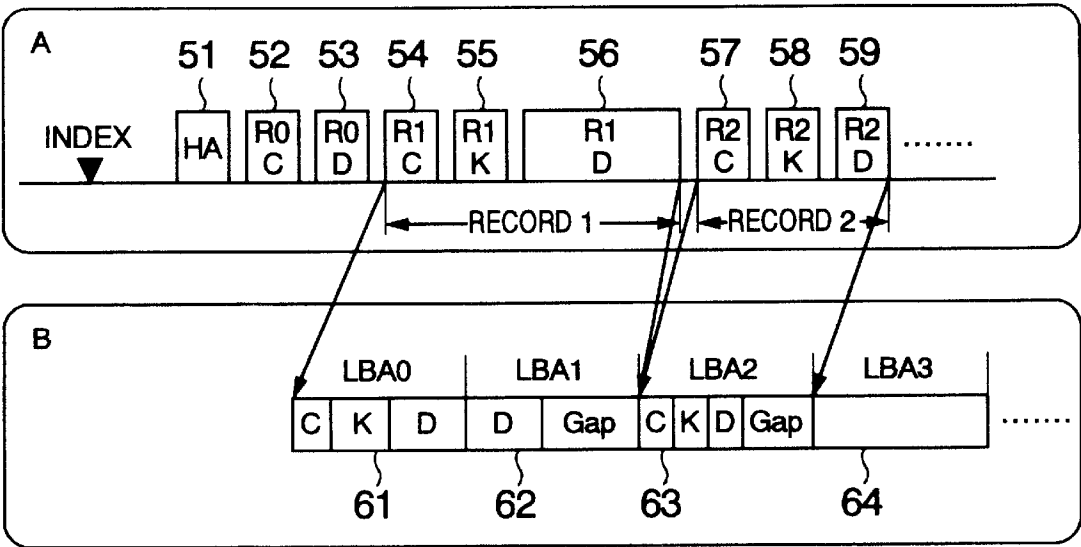 A
51 52 53 54 55 56 57 58 59
INDEX
HA
R0 C
R0 D
R1 C
R1 K
R1 D
R2 C
R2 K
R2 D
.......
RECORD 1
RECORD 2
B
LBA0 LBA1 LBA2 LBA3
C K D D Gap C K D Gap
......
61 62 63 64